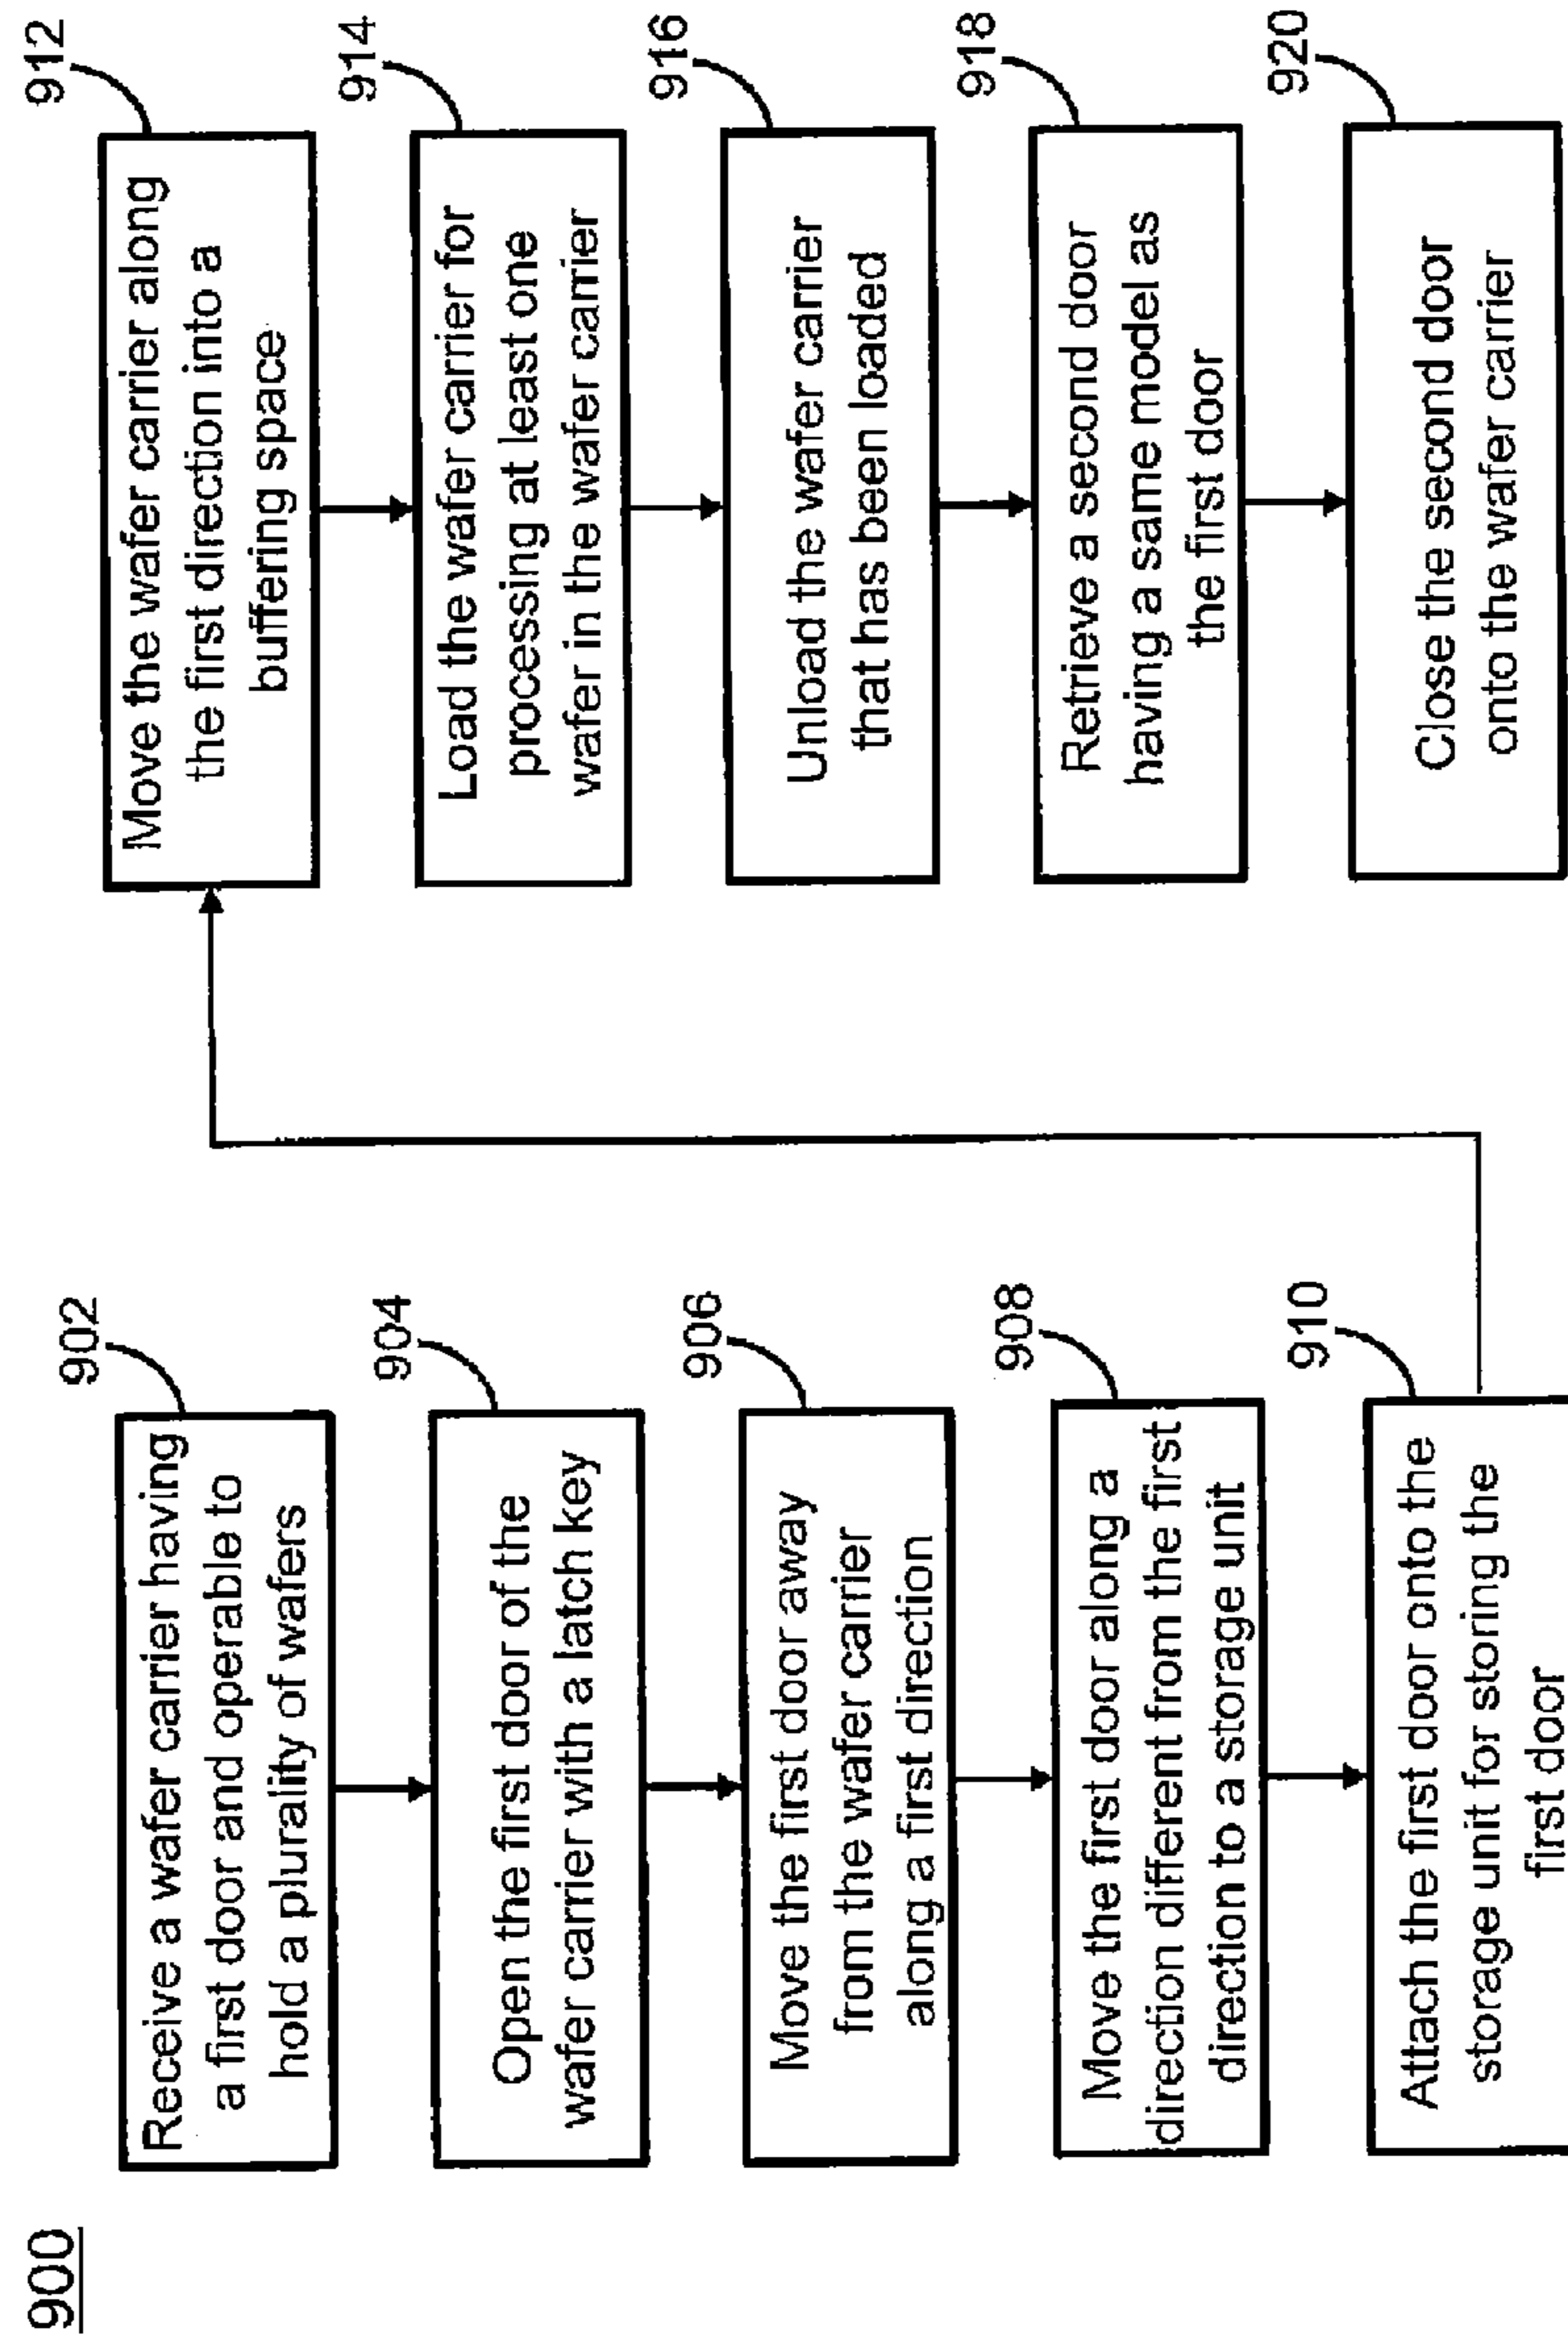 900
902
Receive a wafer carrier having
a first door and operable to
hold a plurality of wafers
904
Open the first door of the
wafer carrier with a latch key
906
Move the first door away
from the wafer carrier
along a first direction
908
Move the first door along a
direction different from the first
direction to a storage unit
910
Attach the first door onto the
storage unit for storing the
first door
912
Move the wafer carrier along
the first direction into a
buffering space
914
Load the wafer carrier for
processing at least one
wafer in the wafer carrier
916
Unload the wafer carrier
that has been loaded
918
Retrieve a second door
having a same model as
the first door
920
Close the second door
onto the wafer carrier